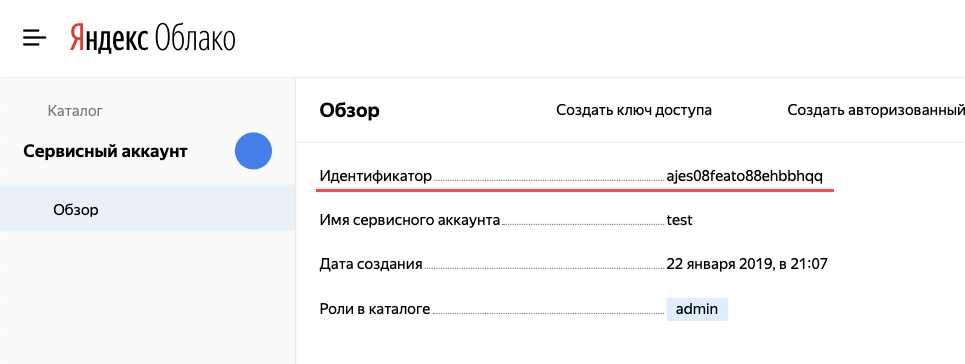 Яндекс Облако
Каталог
Сервисный аккаунт
Обзор
Обзор Создать ключ доступа Создать авторизованный
Идентификатор ajes08feato88ehbbhqq
Имя сервисного аккаунта test
Дата создания 22 января 2019, в 21:07
Роли в каталоге admin